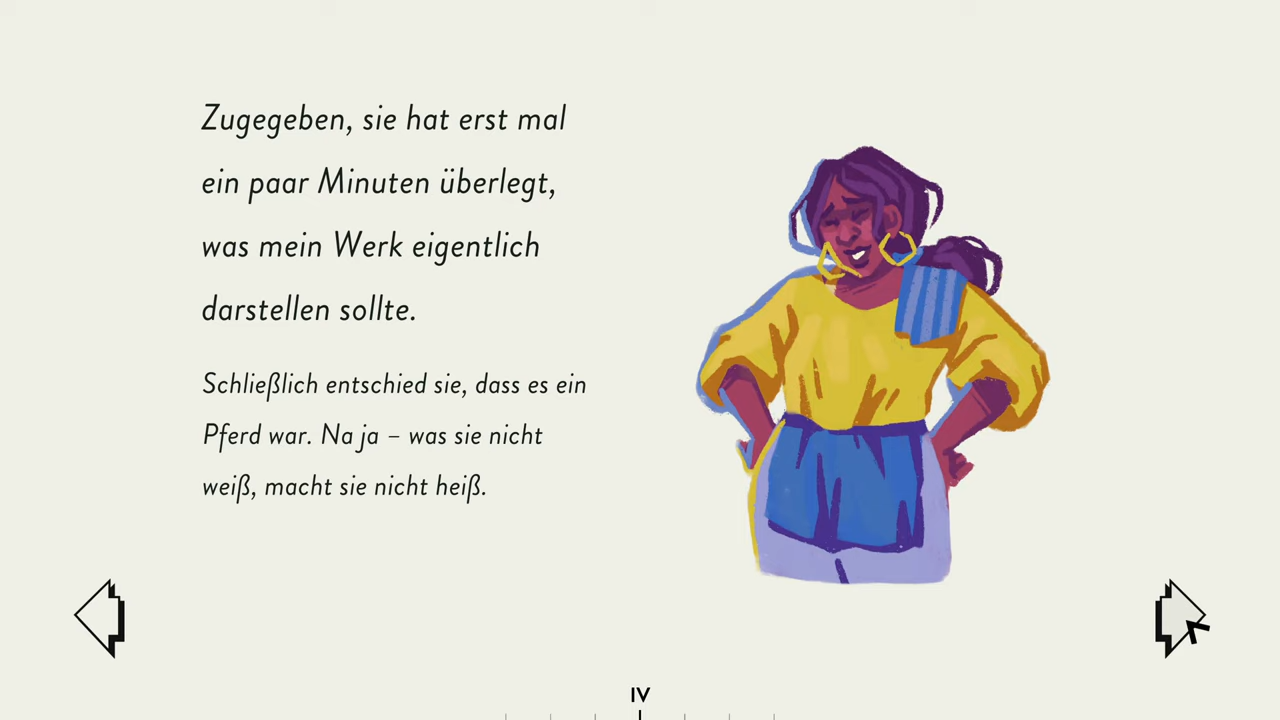 Zugegeben, sie hat erst mal
ein paar Minuten überlegt,
was mein Werk eigentlich
darstellen sollte.
Schließlich entschied sie, dass es ein
Pferd war. Na ja – was sie nicht
weiß, macht sie nicht heiß.
IV